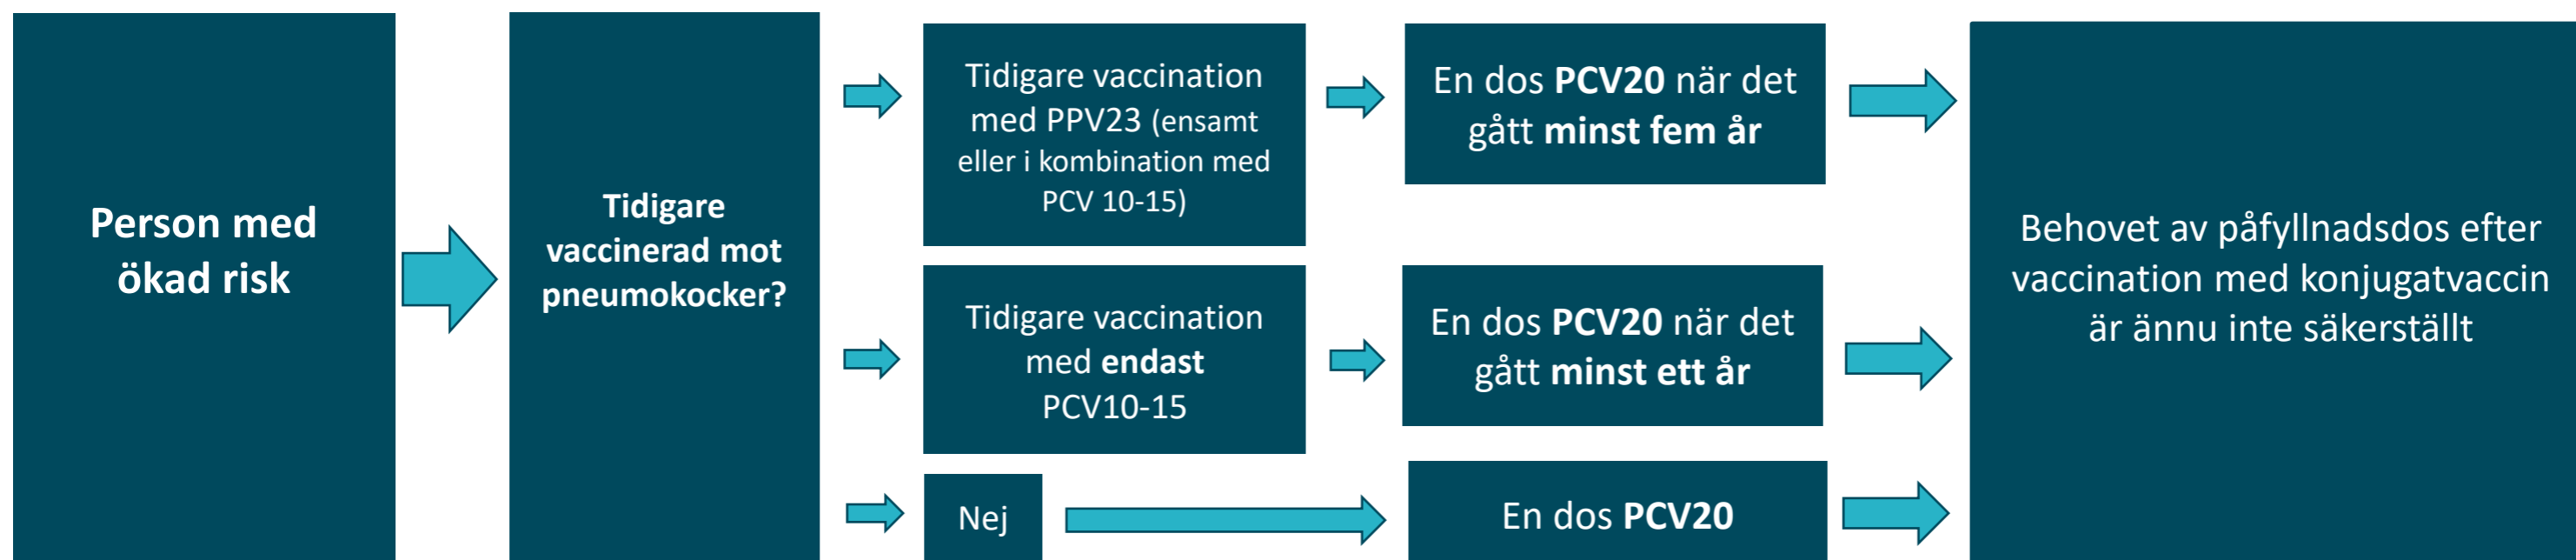 Person med
ökad risk
Tidigare
vaccinerad mot
pneumokocker?
Tidigare vaccination
med PPV23 (ensamt
eller i kombination med
PCV 10-15)
En dos PCV20 när det
gått minst fem år
Tidigare vaccination
med endast
PCV10-15
En dos PCV20 när det
gått minst ett år
Nej
En dos PCV20
Behovet av påfyllnadsdos efter
vaccination med konjugatvaccin
är ännu inte säkerställt